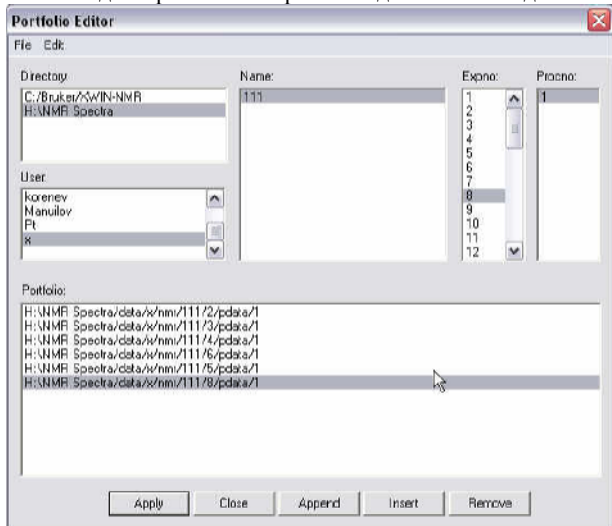 Portfolio Editor
File Edit
Directory:
Name:
Expno:
Procno:
C:/Bruker/XWIN-NMR
H:\NMR Spectra
111
1
2
3
4
5
6
7
8
9
10
11
12
1
User:
korenev
Manuilov
Pt
x
Portfolio:
H:\NMR Spectra/data/x/nmr/111/2/pdata/1
H:\NMR Spectra/data/x/nmr/111/3/pdata/1
H:\NMR Spectra/data/x/nmr/111/4/pdata/1
H:\NMR Spectra/data/x/nmr/111/6/pdata/1
H:\NMR Spectra/data/x/nmr/111/5/pdata/1
H:\NMR Spectra/data/x/nmr/111/8/pdata/1
Apply Close Append Insert Remove